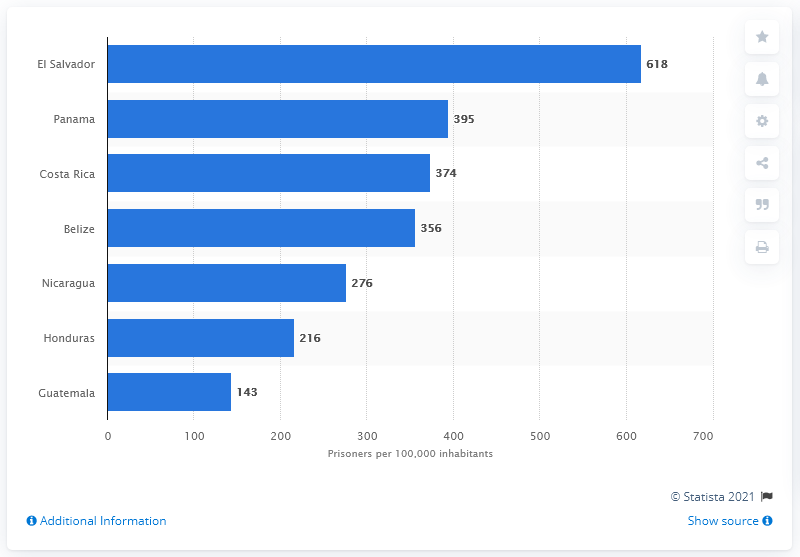 El Salvador 618
Panama 395
Costa Rica 374
Belize 356
Nicaragua 276
Honduras 216
Guatemala 143
0 100 200 300 400 500 600 700
Prisoners per 100,000 inhabitants
© Statista 2021
Additional Information
Show source